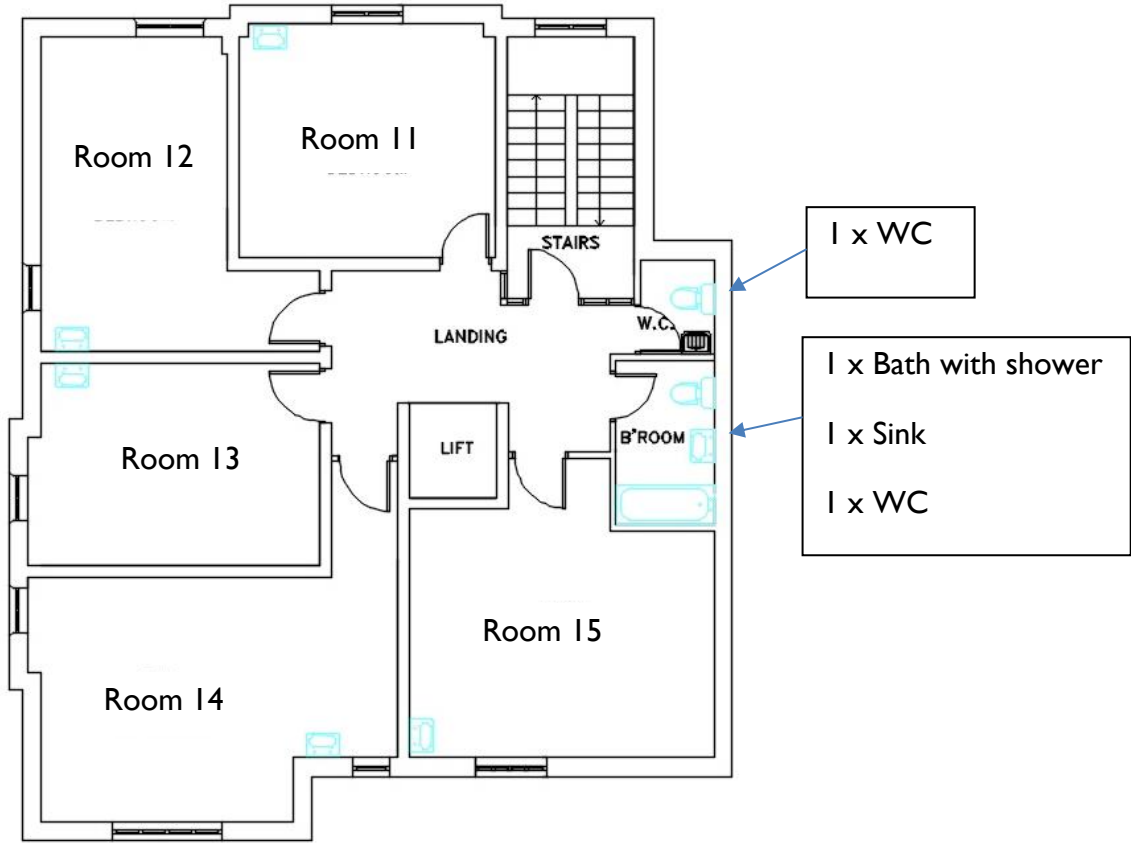 Room 12
Room 11
STAIRS
1 x WC
W.C.
LANDING
1 x Bath with shower
1 x Sink
1 x WC
B'ROOM
LIFT
Room 13
Room 15
Room 14